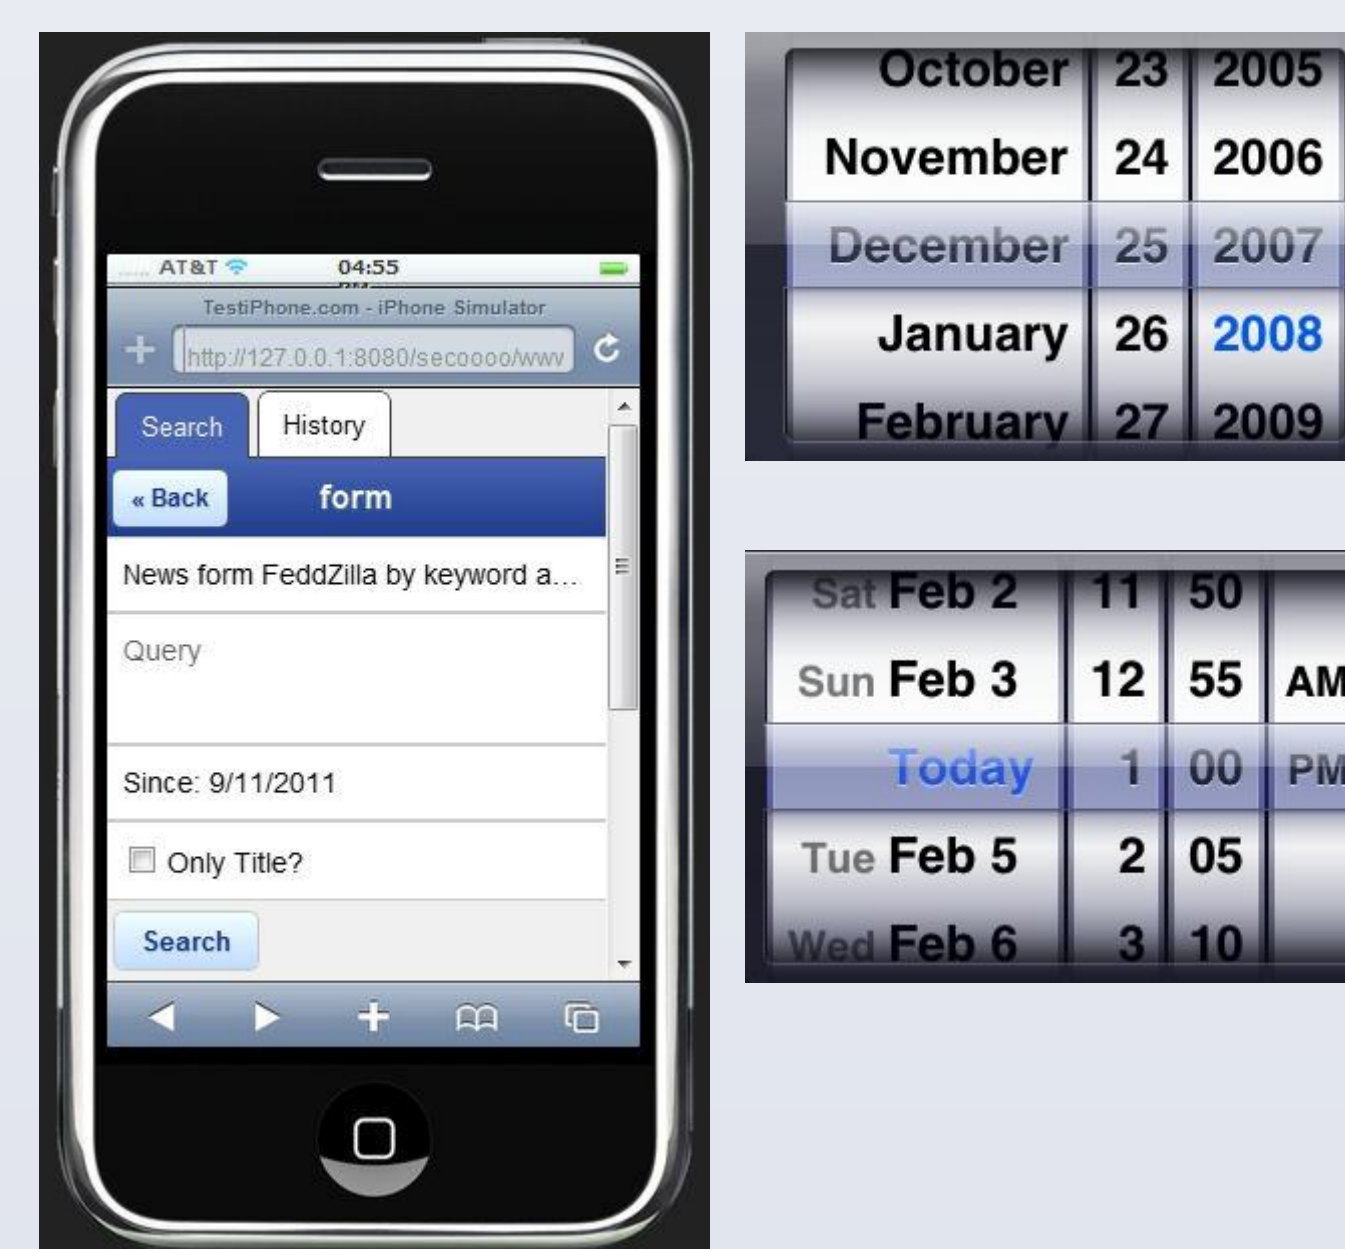 AT&T 04:55
TestiPhone.com - iPhone Simulator
http://127.0.0.1:8080/secoooo/www
Search History
« Back form
News form FeddZilla by keyword a...
Query
Since: 9/11/2011
Only Title?
Search
October 23 2005
November 24 2006
December 25 2007
January 26 2008
February 27 2009
Sat Feb 2 11 50
Sun Feb 3 12 55 AM
Today 1 00 PM
Tue Feb 5 2 05
Wed Feb 6 3 10